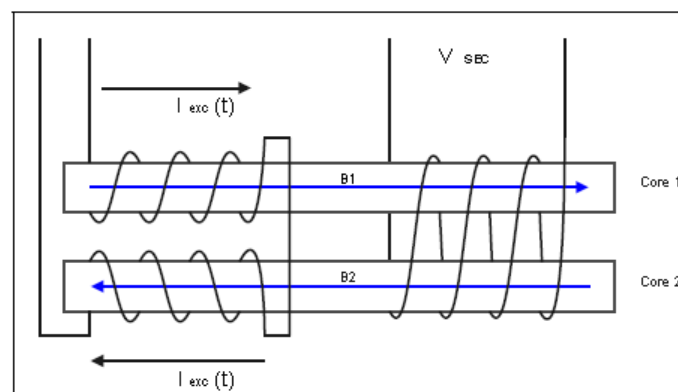 V SEC
I exc (t)
B1
Core 1
B2
Core 2
I exc (t)